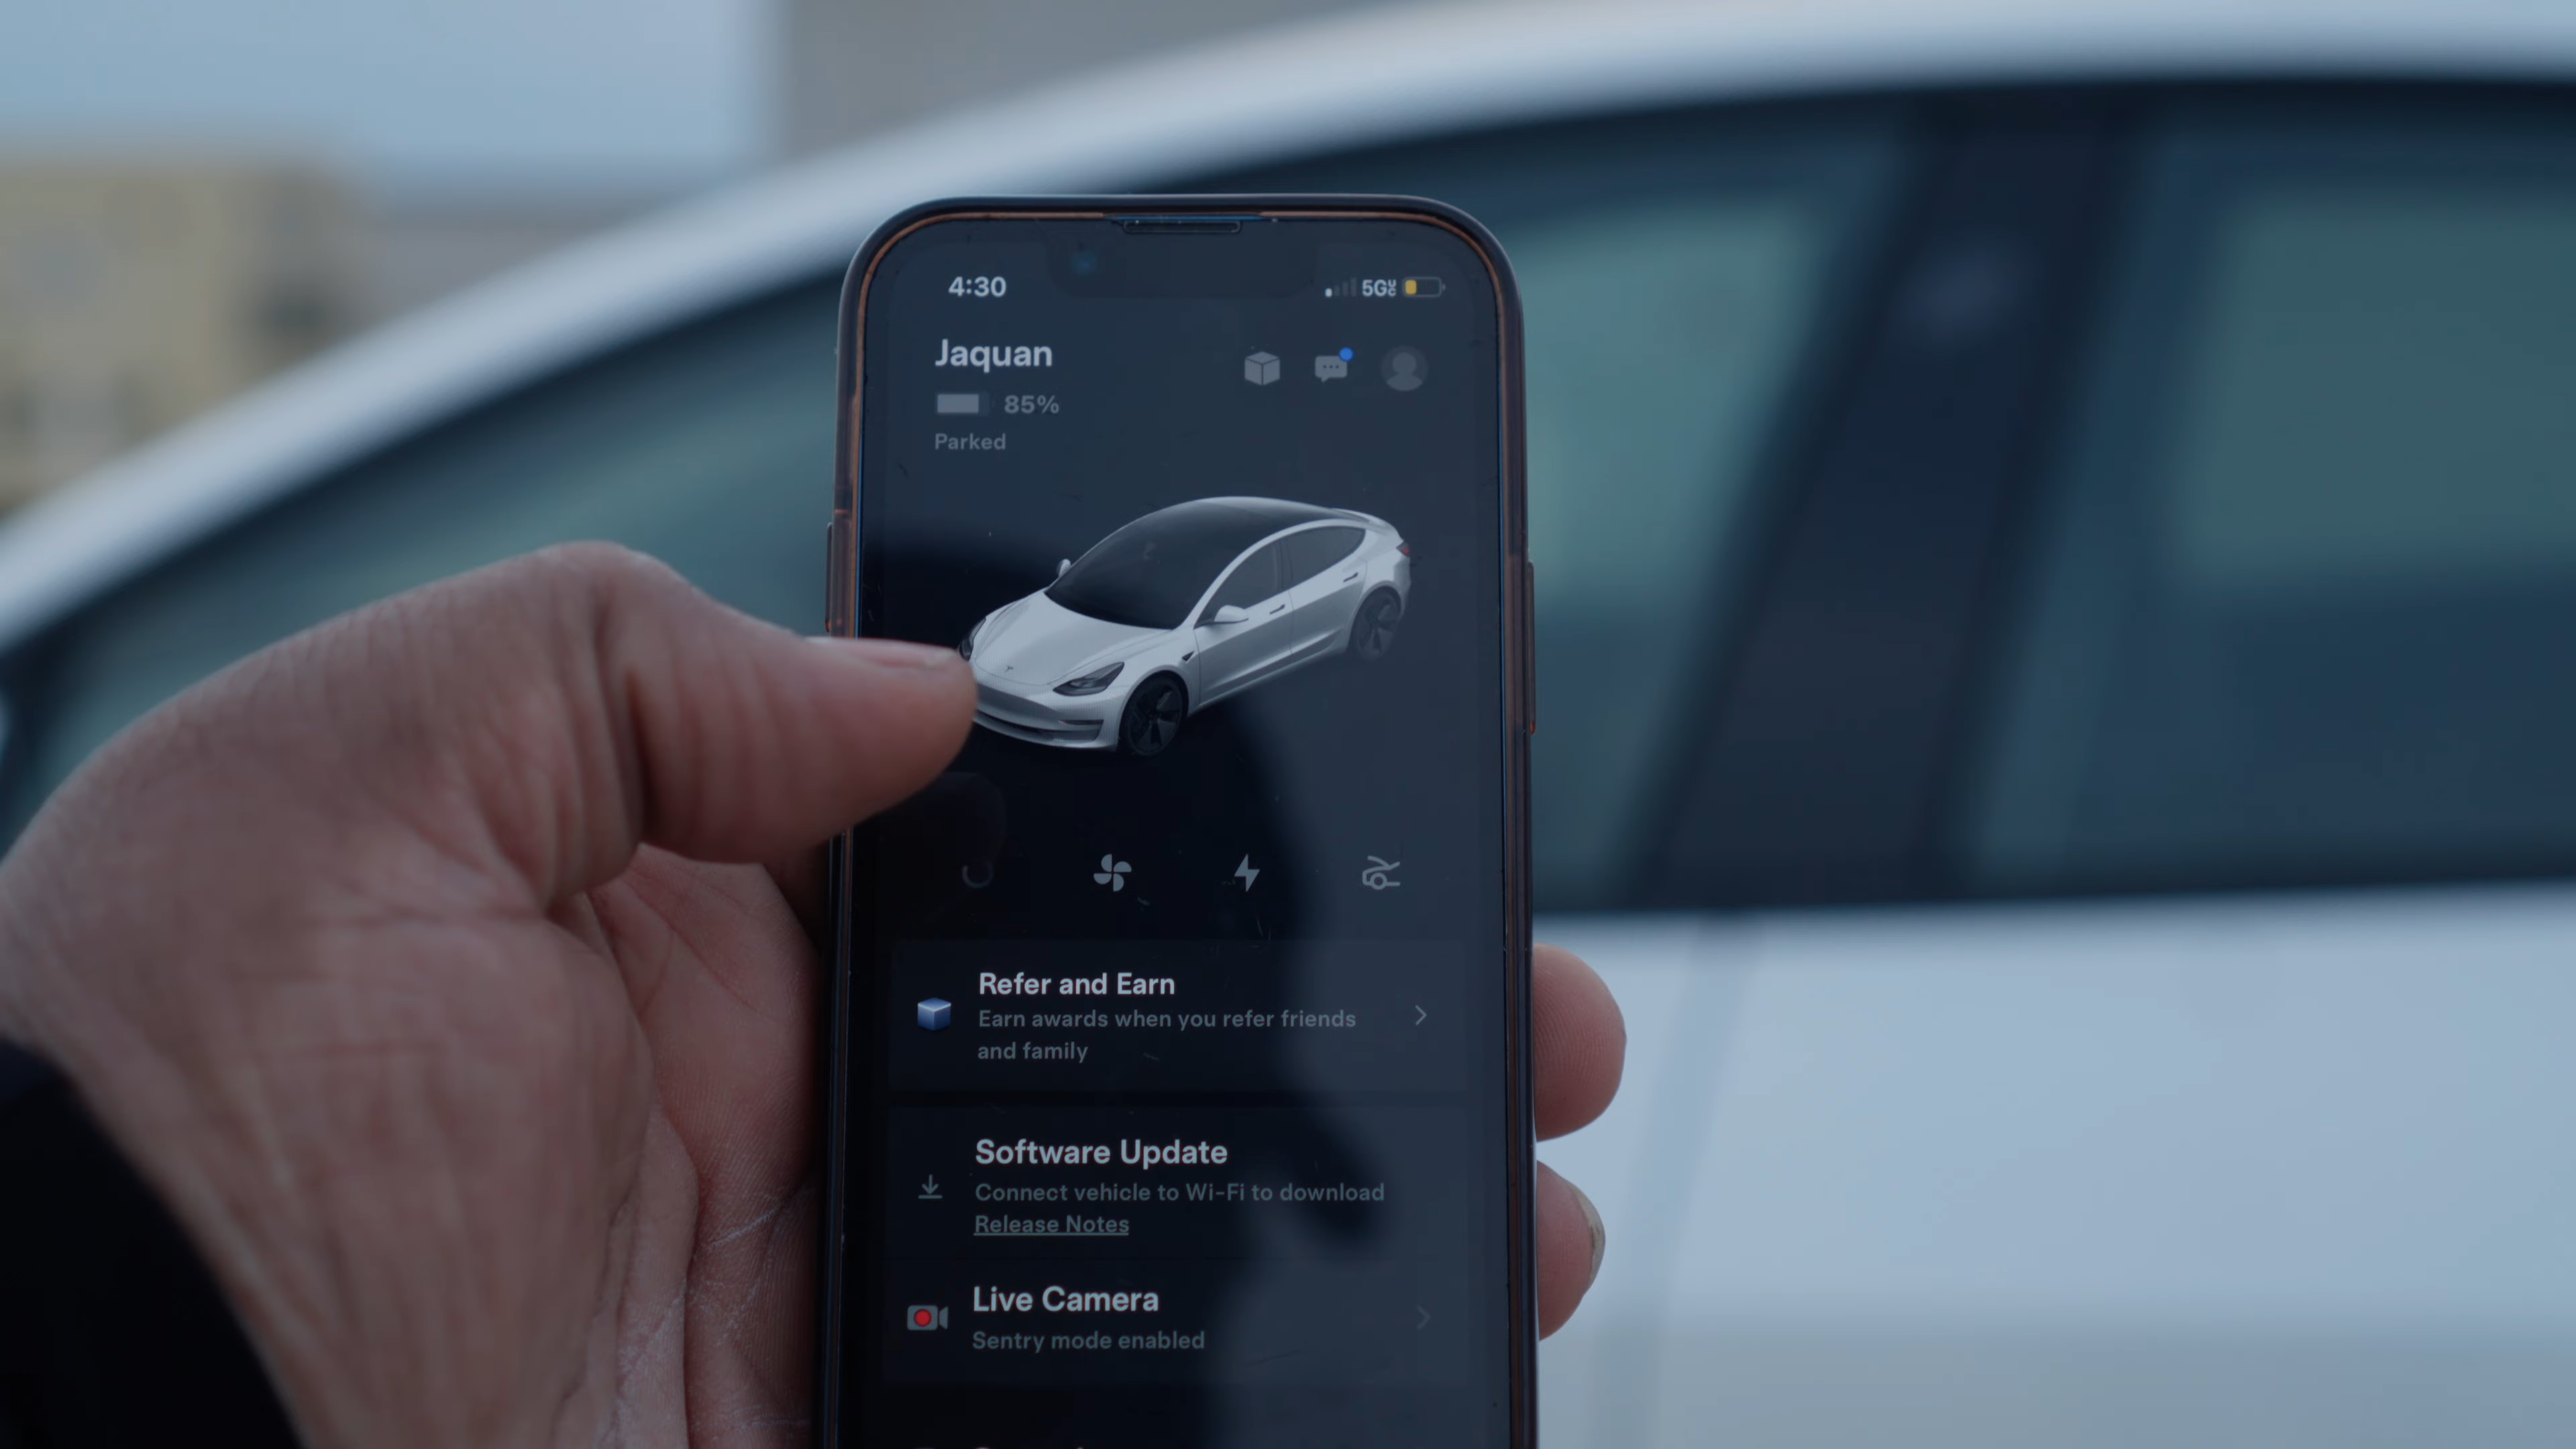 4:30 5G UC
Jaquan
85%
Parked
Refer and Earn
Earn awards when you refer friends
and family
Software Update
Connect vehicle to Wi-Fi to download
Release Notes
Live Camera
Sentry mode enabled